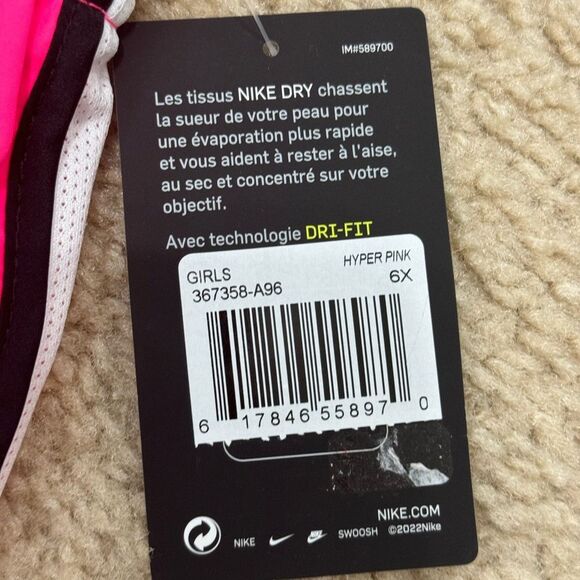 IM#589700
Les tissus NIKE DRY chassent
la sueur de votre peau pour
une évaporation plus rapide
et vous aident à rester à l'aise,
au sec et concentré sur votre
objectif.
Avec technologie DRI-FIT
GIRLS HYPER PINK
367358-A96 6X
6 17846 55897 0
NIKE.COM
NIKE SWOOSH ©2022Nike